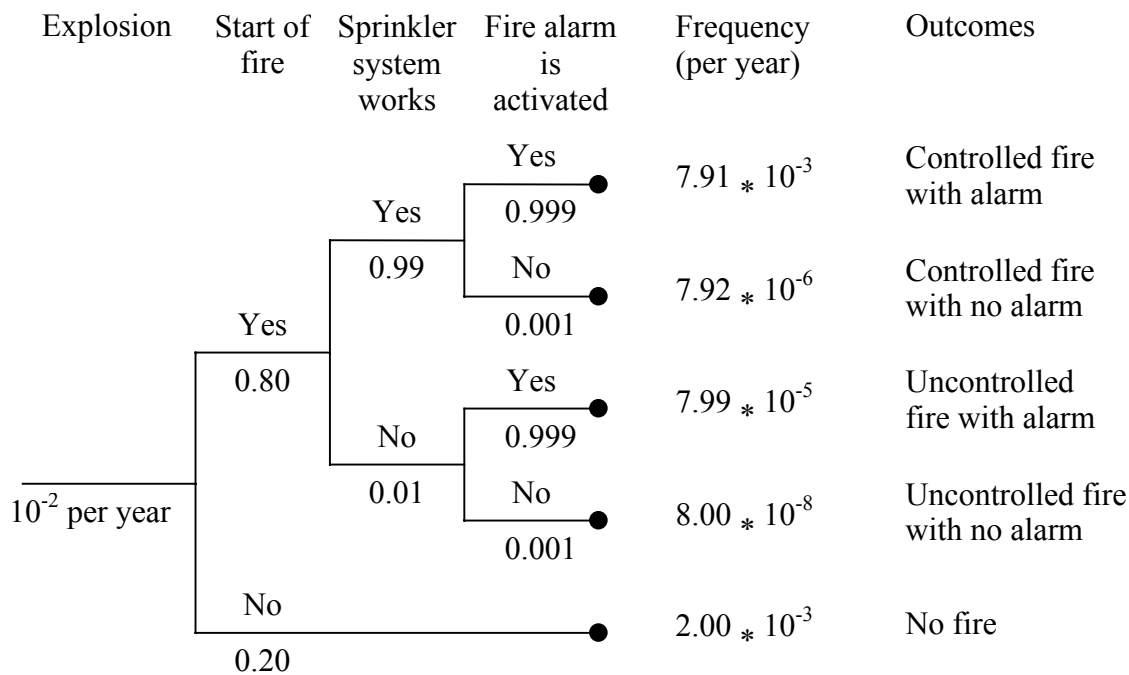 Explosion
Start of
fire
Sprinkler
system
works
Fire alarm
is
activated
Frequency
(per year)
Outcomes
Yes
0.999
7.91 * 10⁻³
Controlled fire
with alarm
Yes
0.99
No
0.001
7.92 * 10⁻⁶
Controlled fire
with no alarm
Yes
0.80
Yes
0.999
7.99 * 10⁻⁵
Uncontrolled
fire with alarm
No
0.01
No
0.001
8.00 * 10⁻⁸
Uncontrolled fire
with no alarm
10⁻² per year
No
0.20
2.00 * 10⁻³
No fire